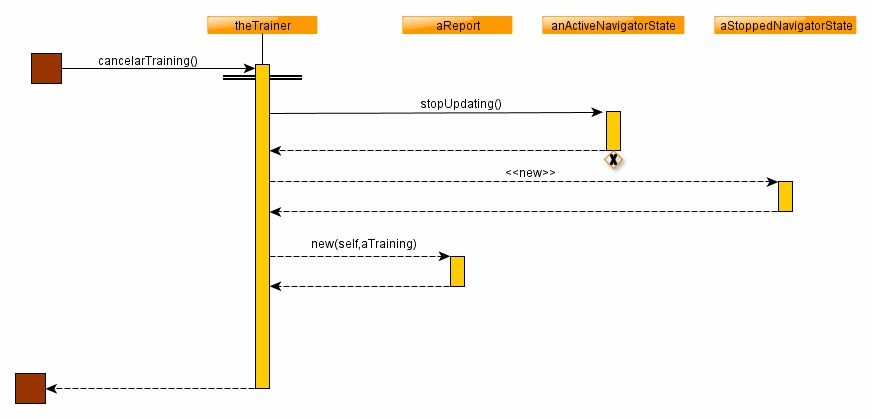 theTrainer
aReport
anActiveNavigatorState
aStoppedNavigatorState
cancelarTraining()
stopUpdating()
X
<<new>>
new(self,aTraining)